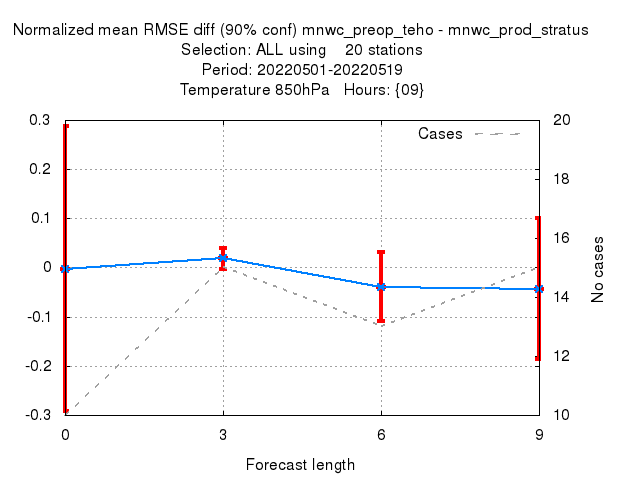 Normalized mean RMSE diff (90% conf) mnwc_preop_teho - mnwc_prod_stratus
Selection: ALL using    20 stations
Period: 20220501-20220519
Temperature 850hPa   Hours: {09}
Cases
0.3
0.2
0.1
0
-0.1
-0.2
-0.3
20
18
16
14
12
10
No cases
0 3 6 9
Forecast length